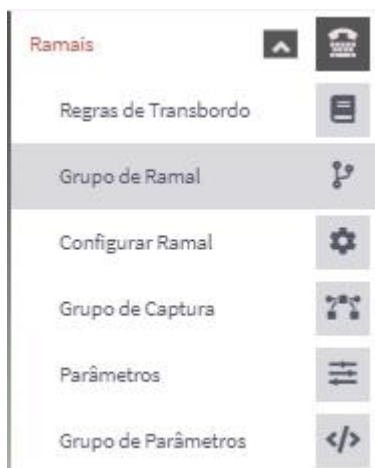 Ramais
Regras de Transbordo
Grupo de Ramal
Configurar Ramal
Grupo de Captura
Parâmetros
Grupo de Parâmetros